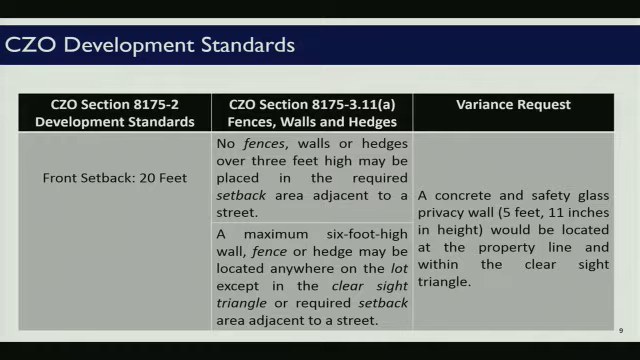 CZO Development Standards
CZO Section 8175-2
Development Standards
CZO Section 8175-3.11(a)
Fences, Walls and Hedges
Variance Request
Front Setback: 20 Feet
No fences, walls or hedges
over three feet high may be
placed in the required
setback area adjacent to a
street.
A maximum six-foot-high
wall, fence or hedge may be
located anywhere on the lot
except in the clear sight
triangle or required setback
area adjacent to a street.
A concrete and safety glass
privacy wall (5 feet, 11 inches
in height) would be located
at the property line and
within the clear sight
triangle.
9